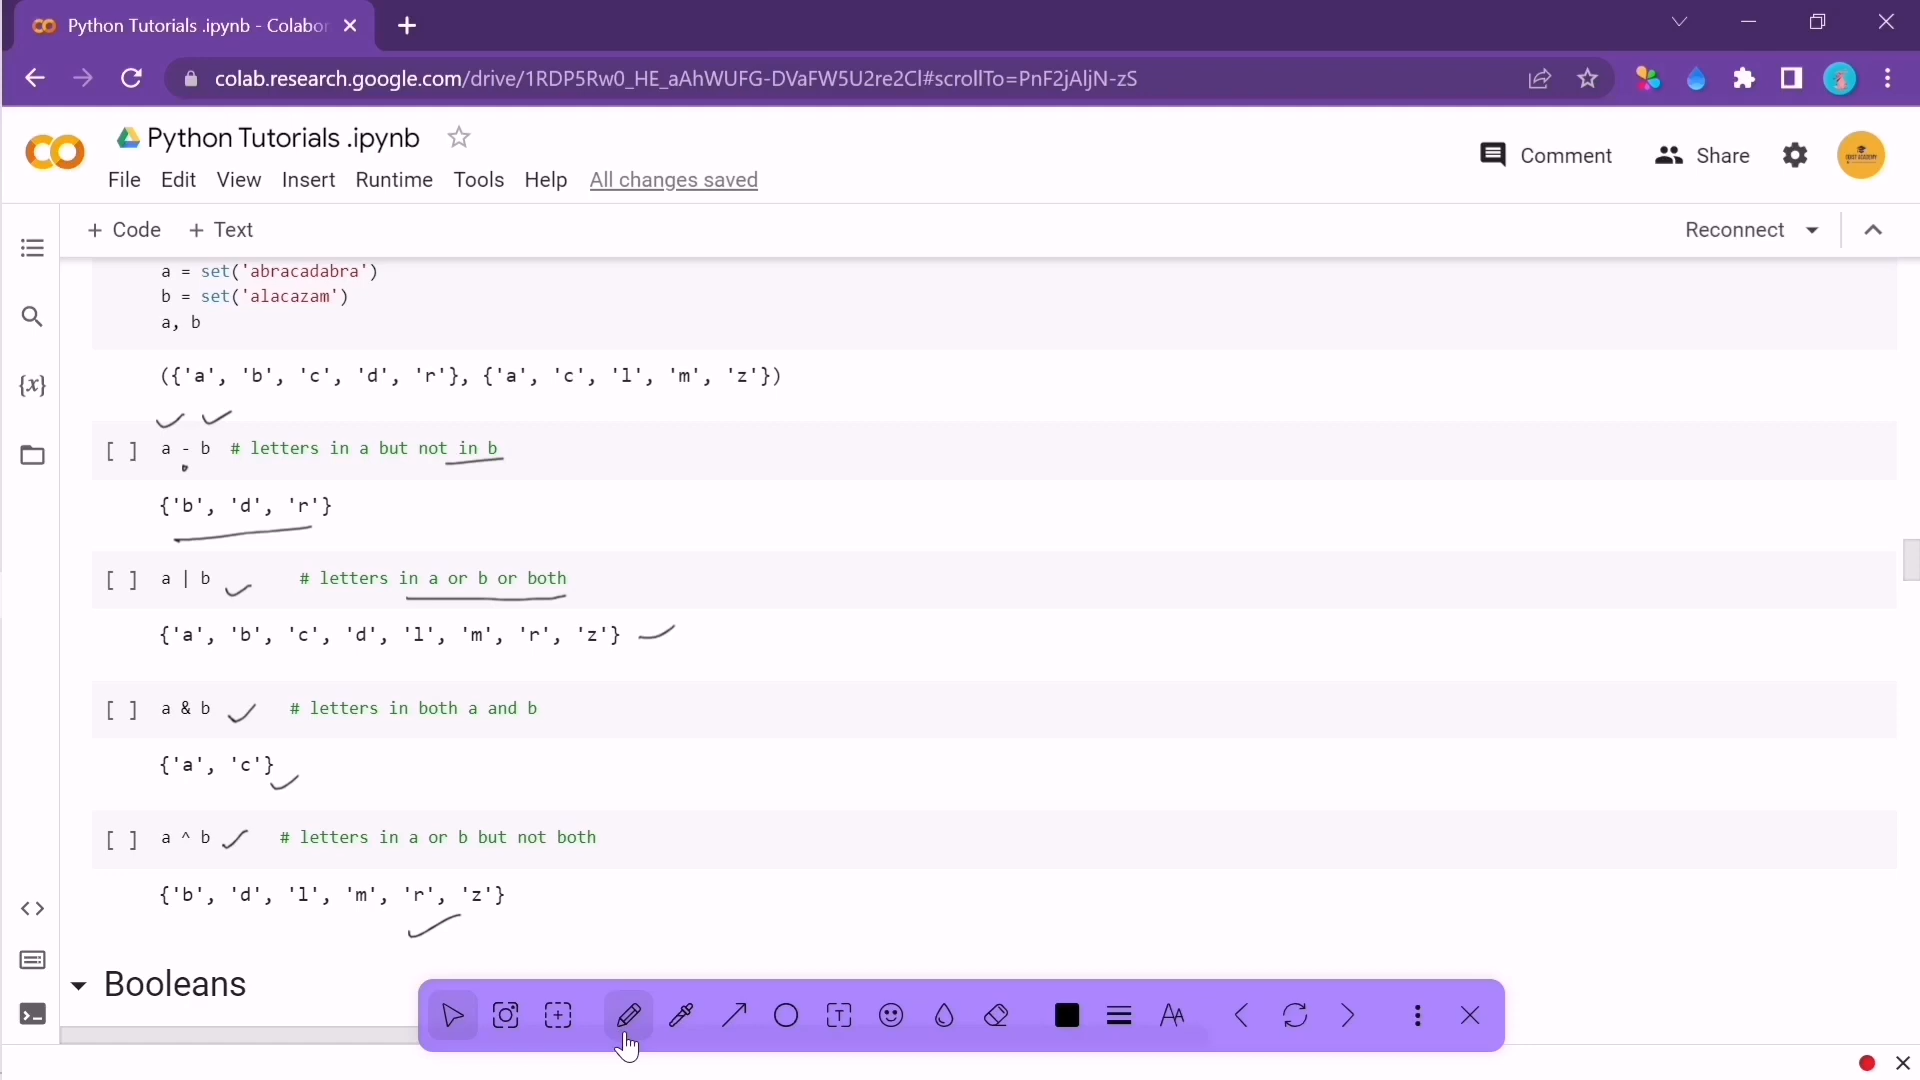 Python Tutorials .ipynb - Colabor
colab.research.google.com/drive/1RDP5Rw0_HE_aAhWUFG-DVaFW5U2re2Cl#scrollTo=PnF2jAljN-zS
Python Tutorials .ipynb
Comment
Share
File Edit View Insert Runtime Tools Help All changes saved
+ Code + Text
Reconnect
a = set('abracadabra')
b = set('alacazam')
a, b
({'a', 'b', 'c', 'd', 'r'}, {'a', 'c', 'l', 'm', 'z'})
[ ] a - b # letters in a but not in b
{'b', 'd', 'r'}
[ ] a | b # letters in a or b or both
{'a', 'b', 'c', 'd', 'l', 'm', 'r', 'z'}
[ ] a & b # letters in both a and b
{'a', 'c'}
[ ] a ^ b # letters in a or b but not both
{'b', 'd', 'l', 'm', 'r', 'z'}
Booleans